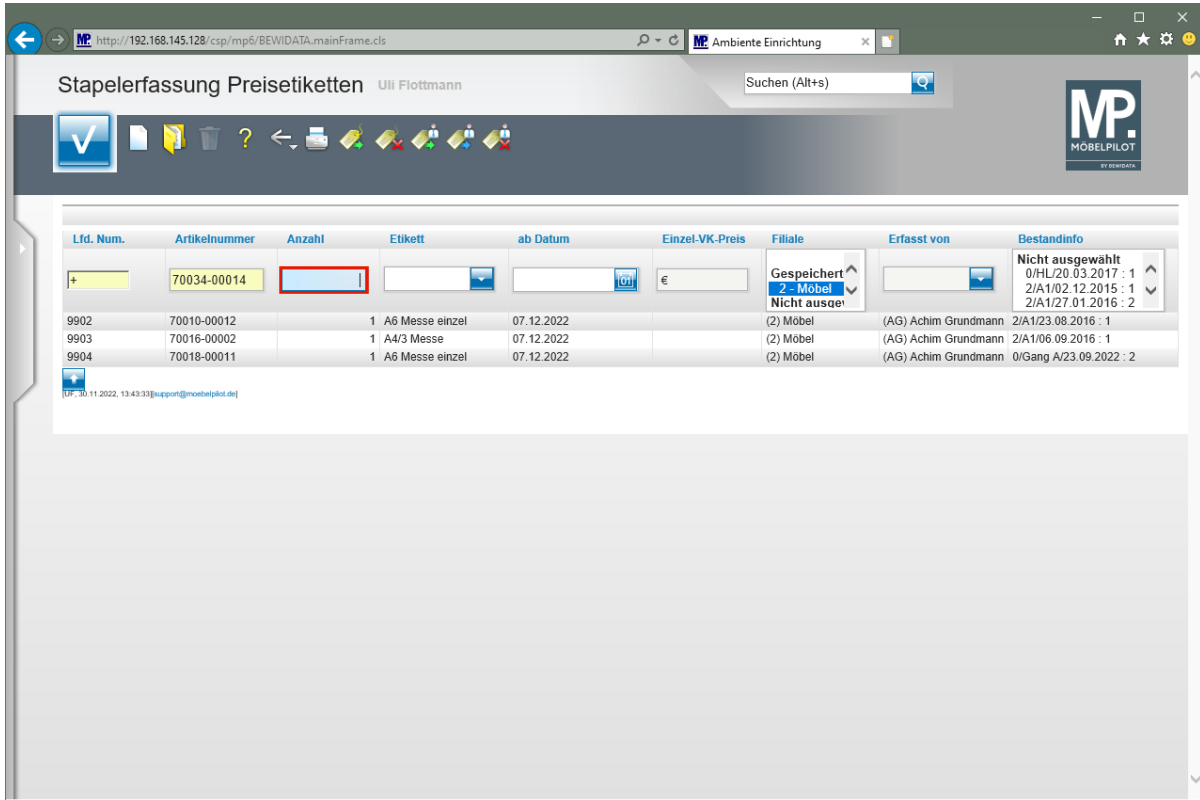 http://192.168.145.128/csp/mp6/BEWIDATA.mainFrame.cls
MP. Ambiente Einrichtung
Stapelerfassung Preisetiketten Uli Flottmann
Suchen (Alt+s)
MP.
MÖBELPILOT
BY BEWIDATA
Lfd. Num. Artikelnummer Anzahl Etikett ab Datum Einzel-VK-Preis Filiale Erfasst von Bestandinfo
+ 70034-00014 01 €
Gespeichert
2 - Möbel
Nicht ausgew
Nicht ausgewählt
0/HL/20.03.2017 : 1
2/A1/02.12.2015 : 1
2/A1/27.01.2016 : 2
9902 70010-00012 1 A6 Messe einzel 07.12.2022 (2) Möbel (AG) Achim Grundmann 2/A1/23.08.2016 : 1
9903 70016-00002 1 A4/3 Messe 07.12.2022 (2) Möbel (AG) Achim Grundmann 2/A1/06.09.2016 : 1
9904 70018-00011 1 A6 Messe einzel 07.12.2022 (2) Möbel (AG) Achim Grundmann 0/Gang A/23.09.2022 : 2
[UF, 30.11.2022, 13:43:33][support@moebelpilot.de]